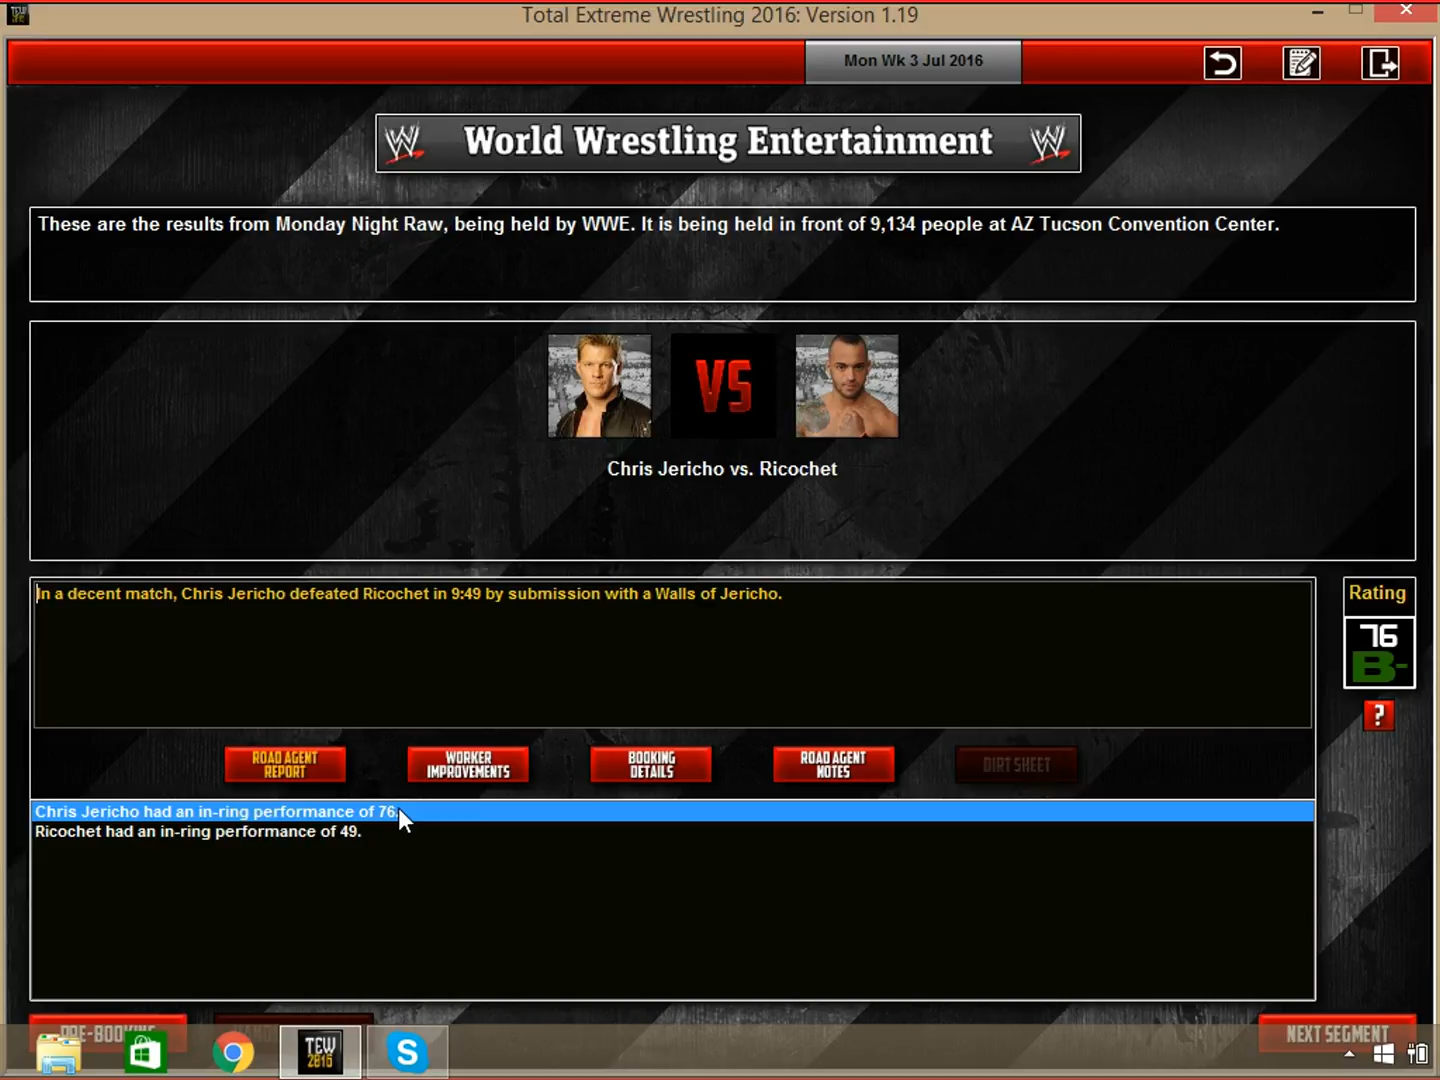 Total Extreme Wrestling 2016: Version 1.19
Mon Wk 3 Jul 2016
World Wrestling Entertainment
These are the results from Monday Night Raw, being held by WWE. It is being held in front of 9,134 people at AZ Tucson Convention Center.
VS
Chris Jericho vs. Ricochet
In a decent match, Chris Jericho defeated Ricochet in 9:49 by submission with a Walls of Jericho.
Rating
76
B-
?
ROAD AGENT
REPORT
WORKER
IMPROVEMENTS
BOOKING
DETAILS
ROAD AGENT
NOTES
DIRT SHEET
Chris Jericho had an in-ring performance of 76.
Ricochet had an in-ring performance of 49.
PRE-BOOKING
NEXT SEGMENT
TEW
2016
S